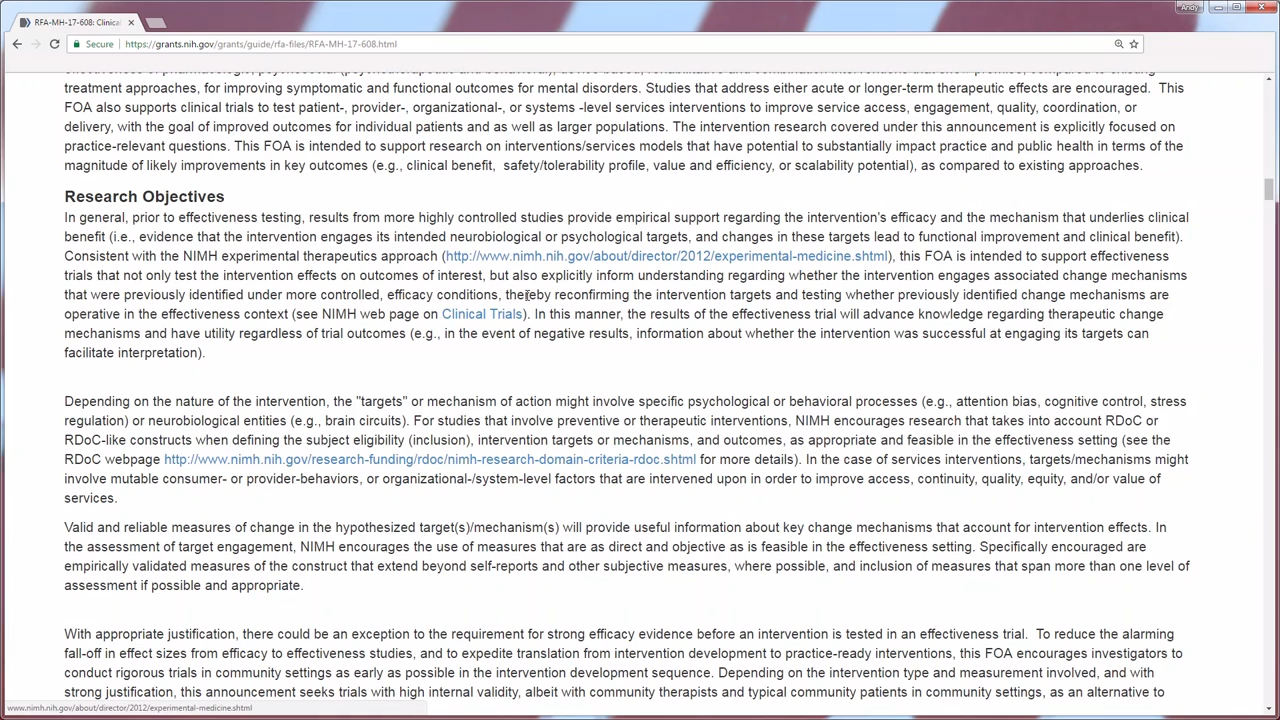 Andy
RFA-MH-17-608: Clinical
Secure https://grants.nih.gov/grants/guide/rfa-files/RFA-MH-17-608.html
treatment approaches, for improving symptomatic and functional outcomes for mental disorders. Studies that address either acute or longer-term therapeutic effects are encouraged. This
FOA also supports clinical trials to test patient-, provider-, organizational-, or systems -level services interventions to improve service access, engagement, quality, coordination, or
delivery, with the goal of improved outcomes for individual patients and as well as larger populations. The intervention research covered under this announcement is explicitly focused on
practice-relevant questions. This FOA is intended to support research on interventions/services models that have potential to substantially impact practice and public health in terms of the
magnitude of likely improvements in key outcomes (e.g., clinical benefit, safety/tolerability profile, value and efficiency, or scalability potential), as compared to existing approaches.
Research Objectives
In general, prior to effectiveness testing, results from more highly controlled studies provide empirical support regarding the intervention's efficacy and the mechanism that underlies clinical
benefit (i.e., evidence that the intervention engages its intended neurobiological or psychological targets, and changes in these targets lead to functional improvement and clinical benefit).
Consistent with the NIMH experimental therapeutics approach (http://www.nimh.nih.gov/about/director/2012/experimental-medicine.shtml), this FOA is intended to support effectiveness
trials that not only test the intervention effects on outcomes of interest, but also explicitly inform understanding regarding whether the intervention engages associated change mechanisms
that were previously identified under more controlled, efficacy conditions, thereby reconfirming the intervention targets and testing whether previously identified change mechanisms are
operative in the effectiveness context (see NIMH web page on Clinical Trials). In this manner, the results of the effectiveness trial will advance knowledge regarding therapeutic change
mechanisms and have utility regardless of trial outcomes (e.g., in the event of negative results, information about whether the intervention was successful at engaging its targets can
facilitate interpretation).
Depending on the nature of the intervention, the "targets" or mechanism of action might involve specific psychological or behavioral processes (e.g., attention bias, cognitive control, stress
regulation) or neurobiological entities (e.g., brain circuits). For studies that involve preventive or therapeutic interventions, NIMH encourages research that takes into account RDoC or
RDoC-like constructs when defining the subject eligibility (inclusion), intervention targets or mechanisms, and outcomes, as appropriate and feasible in the effectiveness setting (see the
RDoC webpage http://www.nimh.nih.gov/research-funding/rdoc/nimh-research-domain-criteria-rdoc.shtml for more details). In the case of services interventions, targets/mechanisms might
involve mutable consumer- or provider-behaviors, or organizational-/system-level factors that are intervened upon in order to improve access, continuity, quality, equity, and/or value of
services.
Valid and reliable measures of change in the hypothesized target(s)/mechanism(s) will provide useful information about key change mechanisms that account for intervention effects. In
the assessment of target engagement, NIMH encourages the use of measures that are as direct and objective as is feasible in the effectiveness setting. Specifically encouraged are
empirically validated measures of the construct that extend beyond self-reports and other subjective measures, where possible, and inclusion of measures that span more than one level of
assessment if possible and appropriate.
With appropriate justification, there could be an exception to the requirement for strong efficacy evidence before an intervention is tested in an effectiveness trial. To reduce the alarming
fall-off in effect sizes from efficacy to effectiveness studies, and to expedite translation from intervention development to practice-ready interventions, this FOA encourages investigators to
conduct rigorous trials in community settings as early as possible in the intervention development sequence. Depending on the intervention type and measurement involved, and with
strong justification, this announcement seeks trials with high internal validity, albeit with community therapists and typical community patients in community settings, as an alternative to
www.nimh.nih.gov/about/director/2012/experimental-medicine.shtml